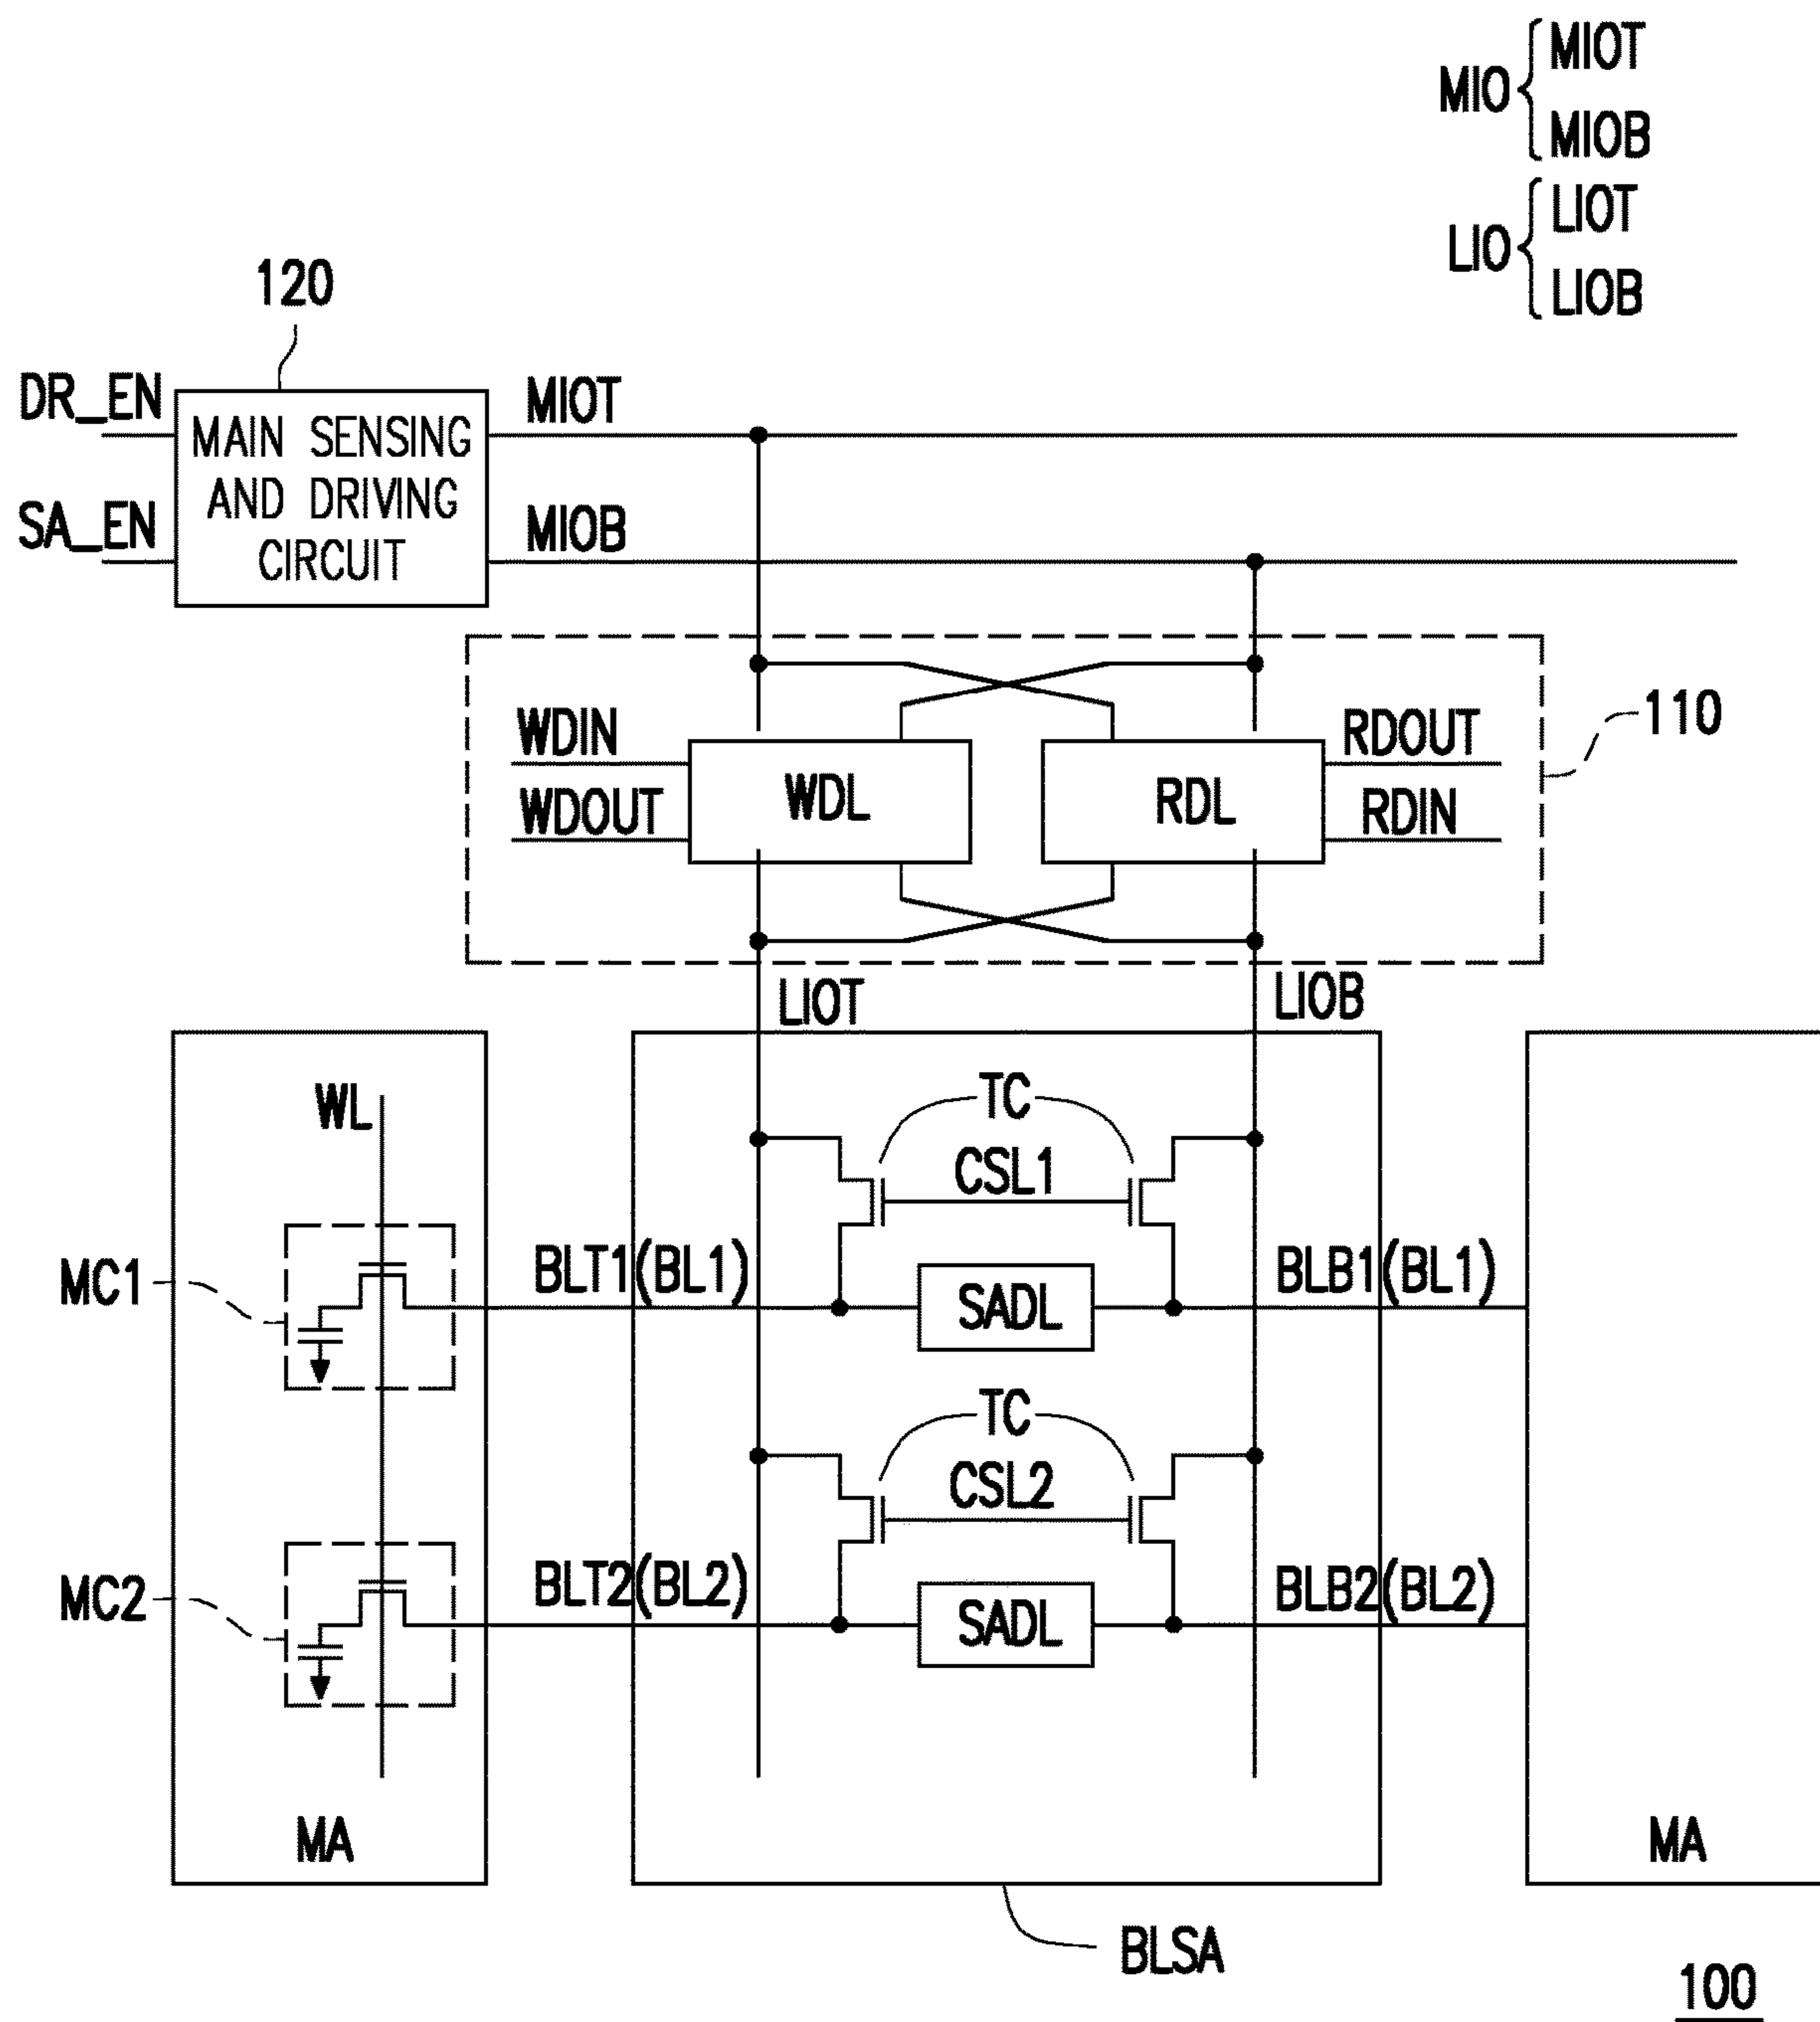 MIO
MIOT
MIOB
LIO
LIOT
LIOB
120
DR_EN
SA_EN
MAIN SENSING
AND DRIVING
CIRCUIT
MIOT
MIOB
WDIN
WDOUT
WDL
RDL
RDOUT
RDIN
110
LIOT
LIOB
WL
TC
CSL1
MC1
BLT1(BL1)
SADL
BLB1(BL1)
TC
CSL2
MC2
BLT2(BL2)
SADL
BLB2(BL2)
MA
MA
BLSA
100